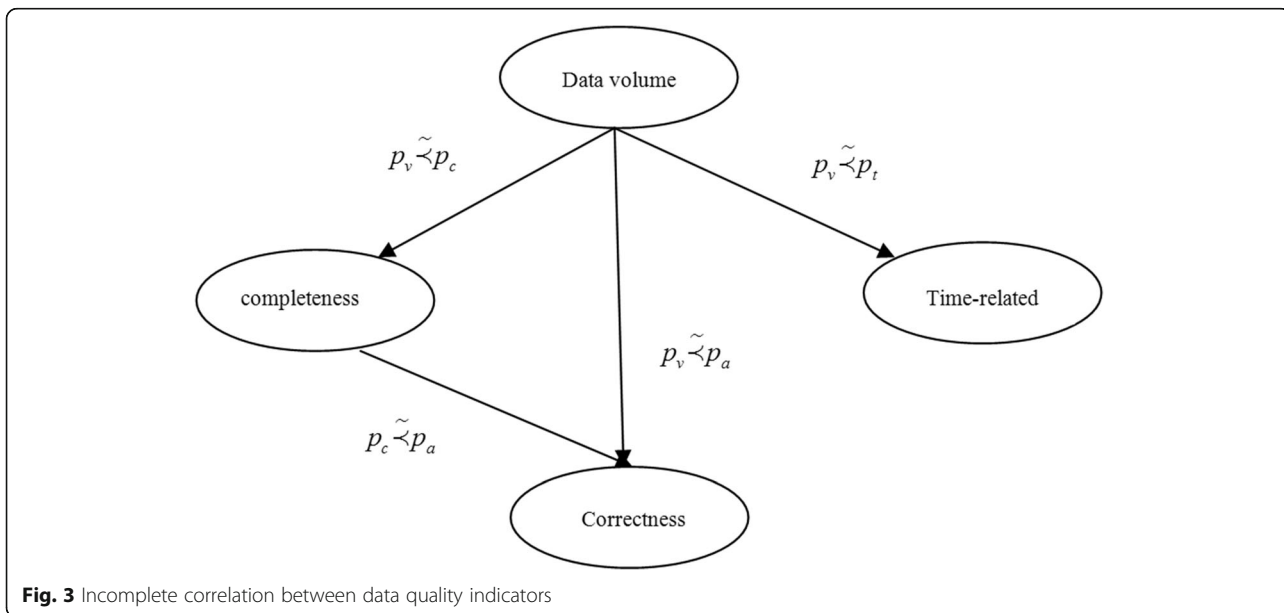 Data volume
p_v ≺̃ p_c
p_v ≺̃ p_t
completeness
Time-related
p_v ≺̃ p_a
p_c ≺̃ p_a
Correctness
Fig. 3 Incomplete correlation between data quality indicators